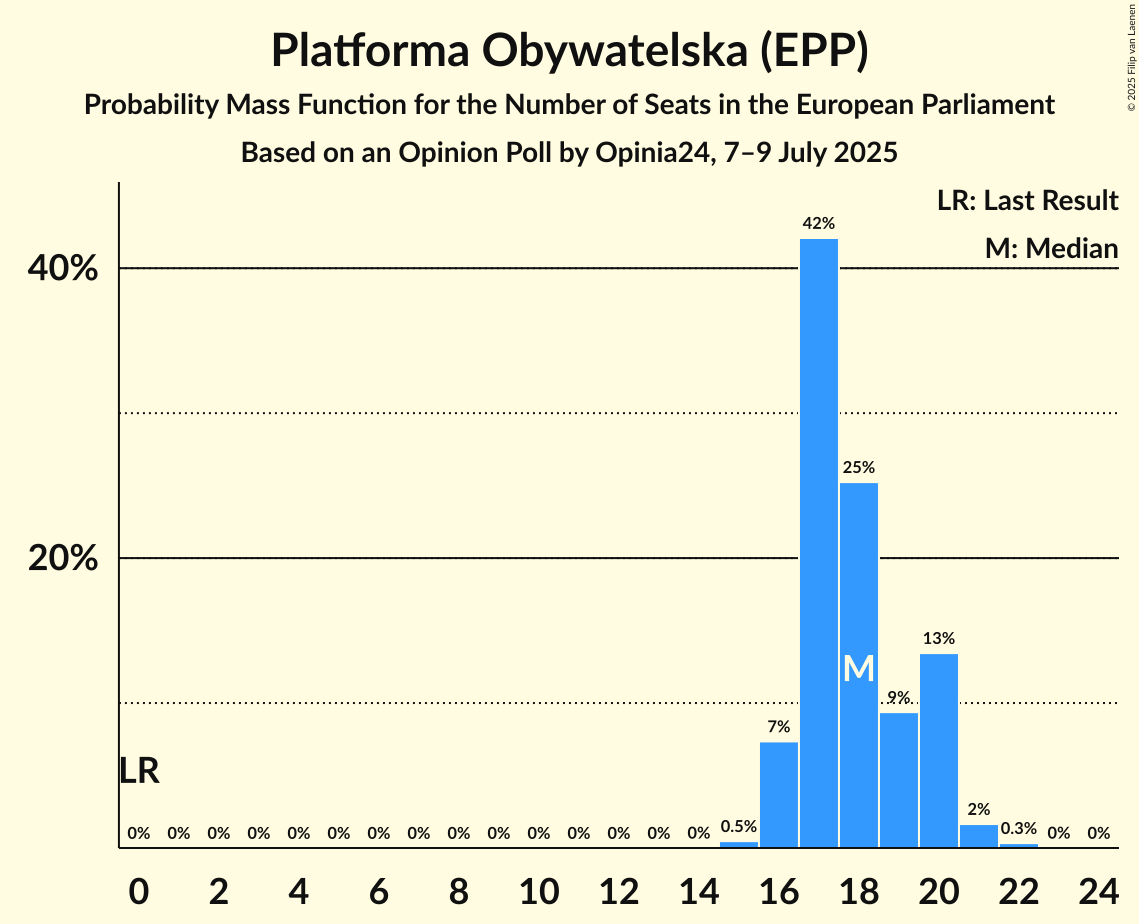 Platforma Obywatelska (EPP)
Probability Mass Function for the Number of Seats in the European Parliament
Based on an Opinion Poll by Opinia24, 7–9 July 2025
© 2025 Filip van Laenen
LR: Last Result
M: Median
40%
20%
42%
25%
13%
9%
7%
2%
0.5%
0.3%
M
LR
0% 0% 0% 0% 0% 0% 0% 0% 0% 0% 0% 0% 0% 0% 0% 0% 0%
0 2 4 6 8 10 12 14 16 18 20 22 24